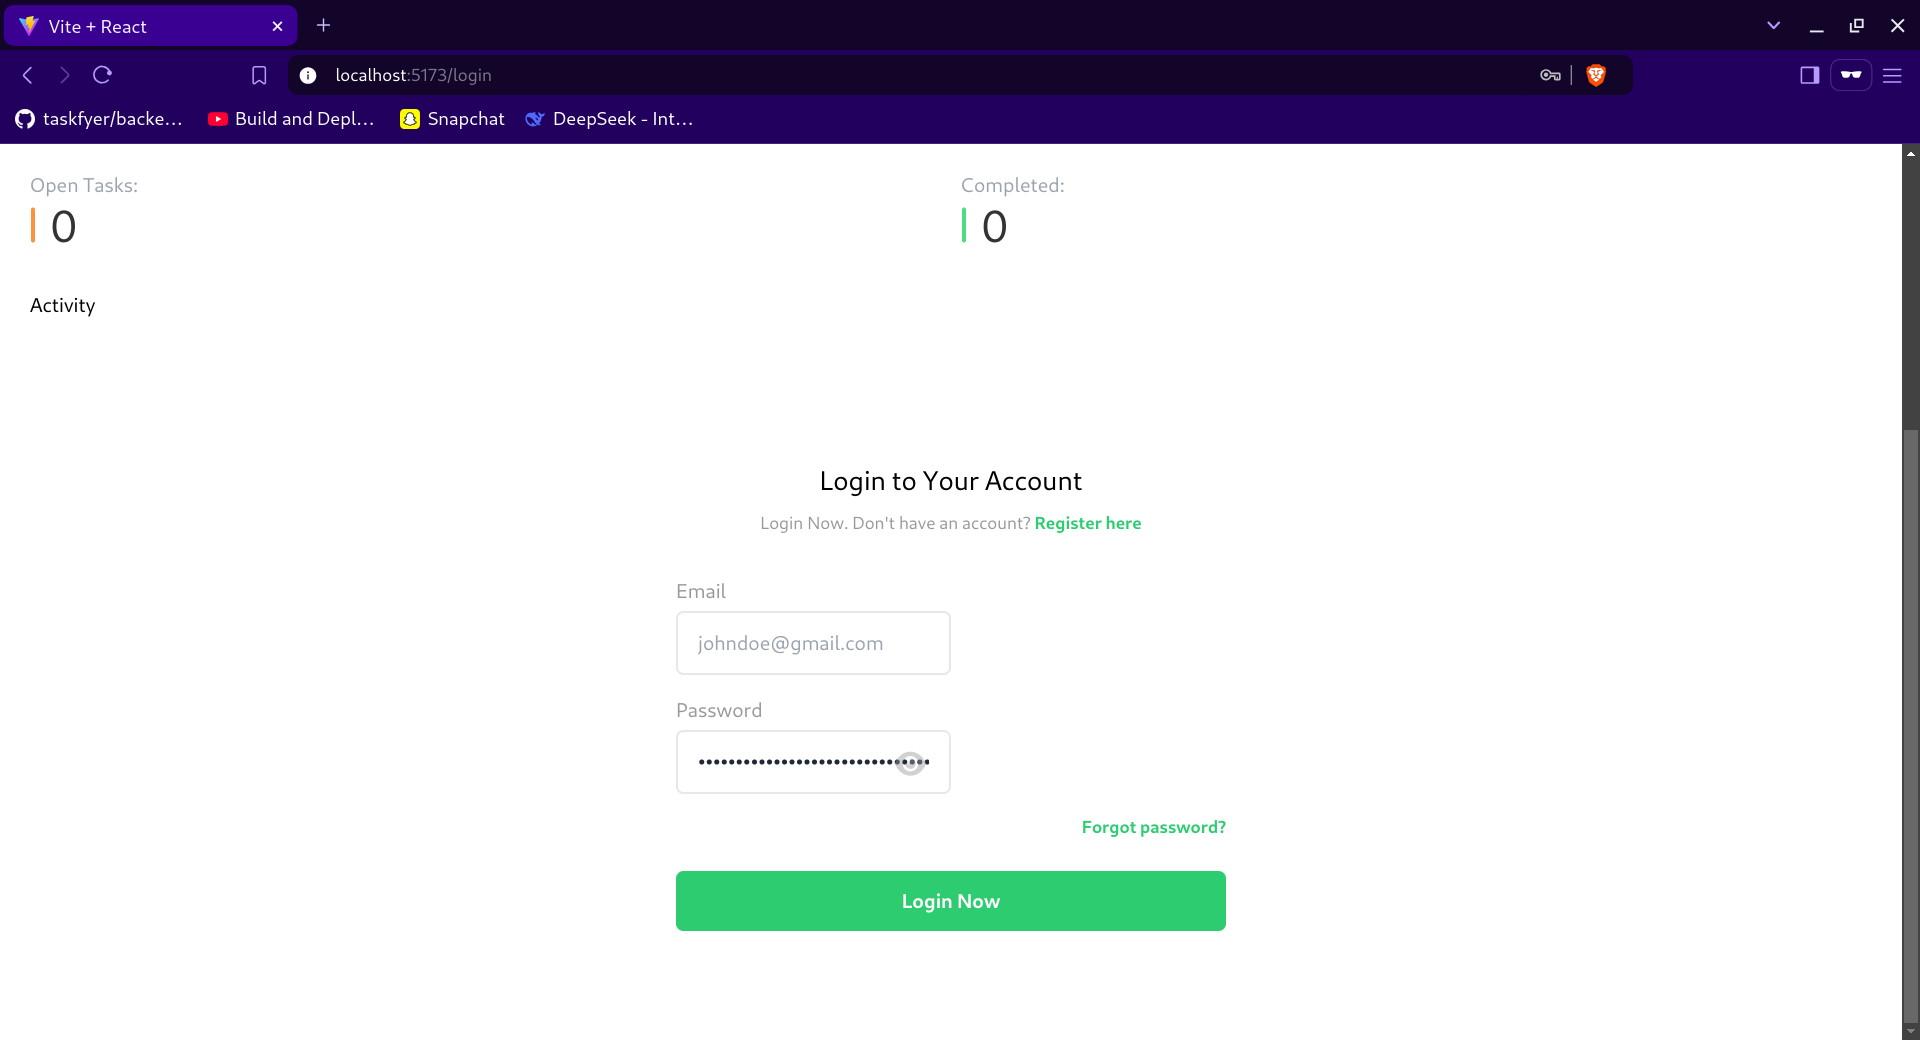 Vite + React
localhost:5173/login
taskfyer/backe...
Build and Depl...
Snapchat
DeepSeek - Int...
Open Tasks:
0
Completed:
0
Activity
Login to Your Account
Login Now. Don't have an account? Register here
Email
johndoe@gmail.com
Password
Forgot password?
Login Now